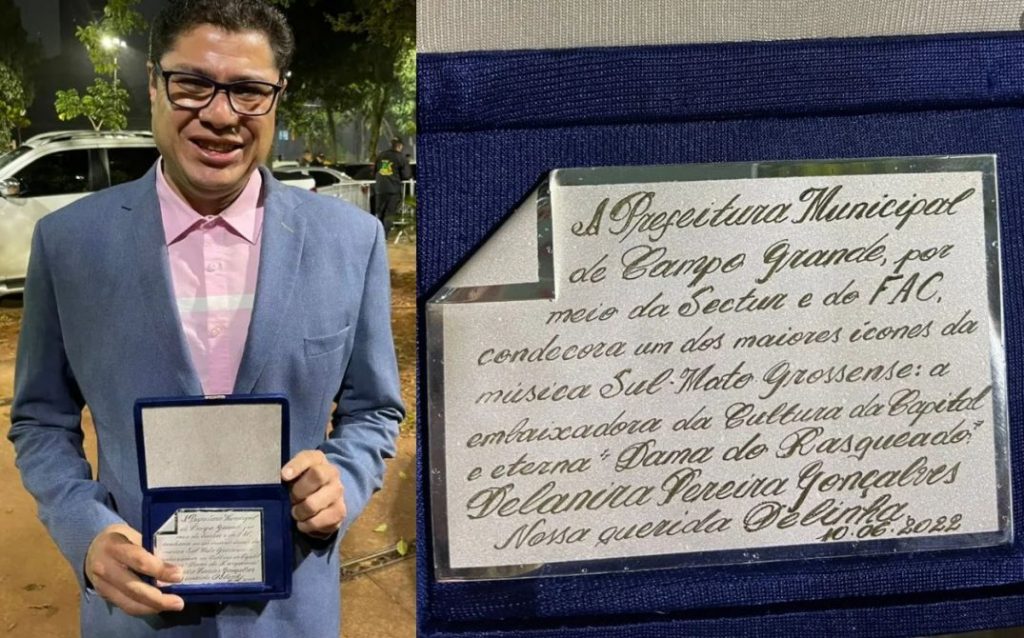 A Prefeitura Municipal
de Campo Grande, por
meio da Sectur e do FAC,
condecora um dos maiores ícones da
música Sul-Mato Grossense: a
embaixadora da Cultura da Capital
e eterna "Dama do Rasqueado"
Delanira Pereira Gonçalves
Nossa querida Delinha
10.06.2022